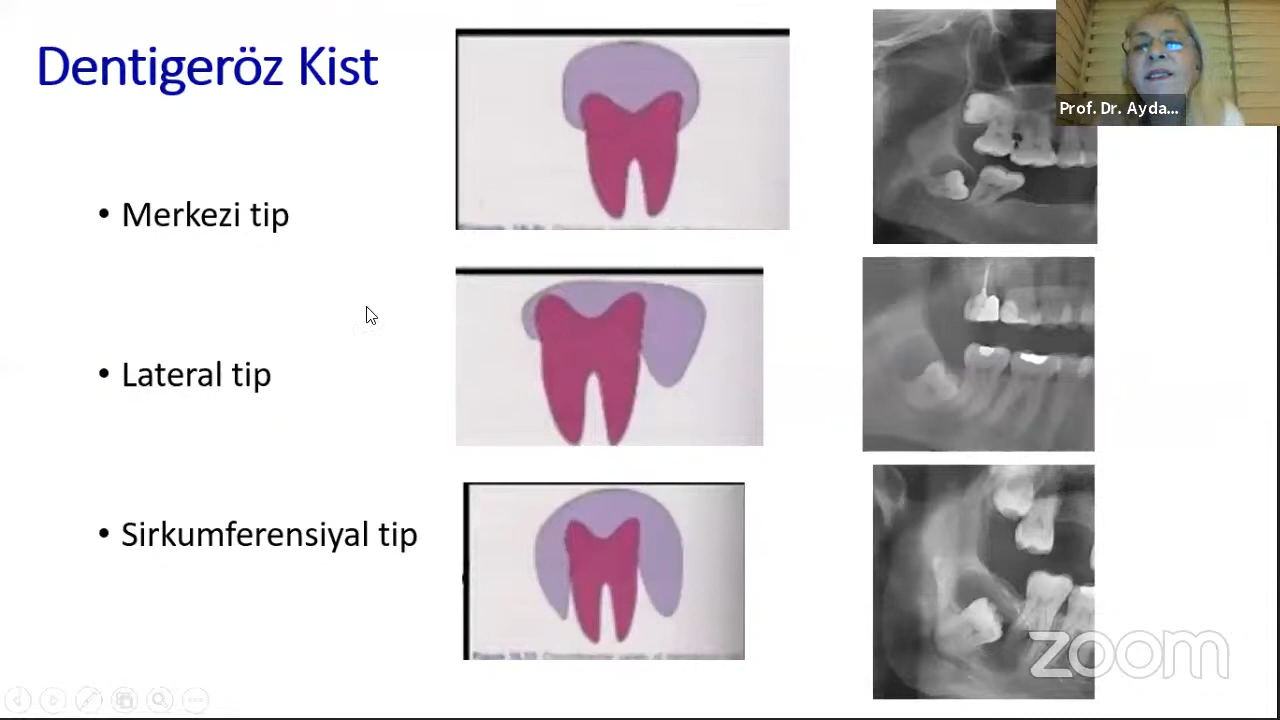 Dentigeröz Kist
Prof. Dr. Ayda...
• Merkezi tip
• Lateral tip
• Sirkumferensiyal tip
zoom